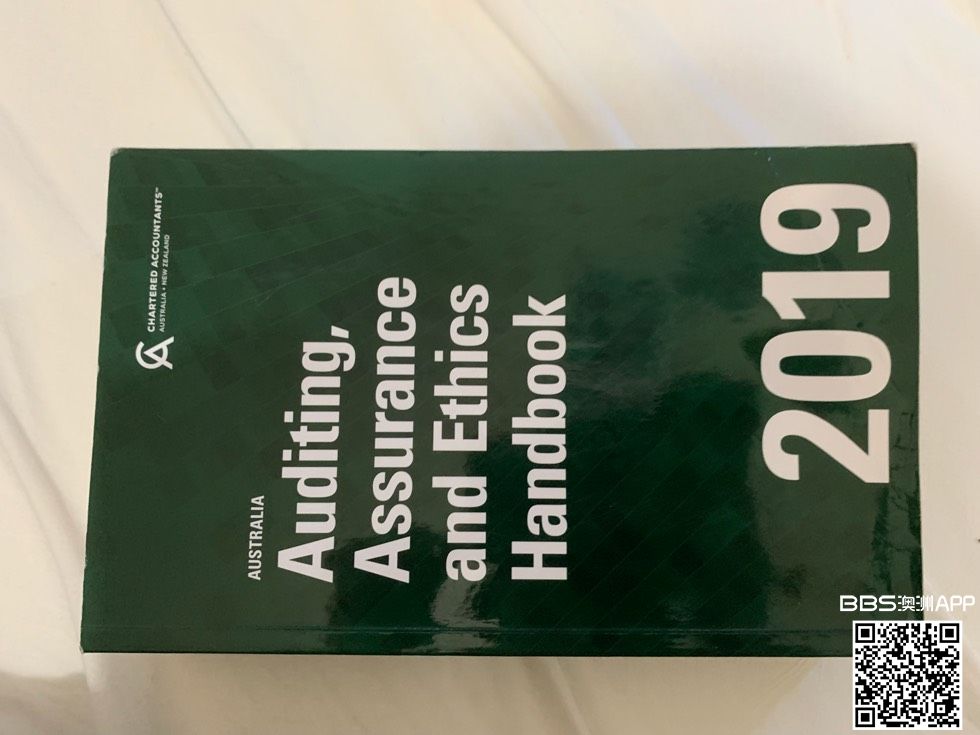 CHARTERED ACCOUNTANTS™
AUSTRALIA + NEW ZEALAND
AUSTRALIA
Auditing,
Assurance
and Ethics
Handbook
2019
BBS澳洲APP